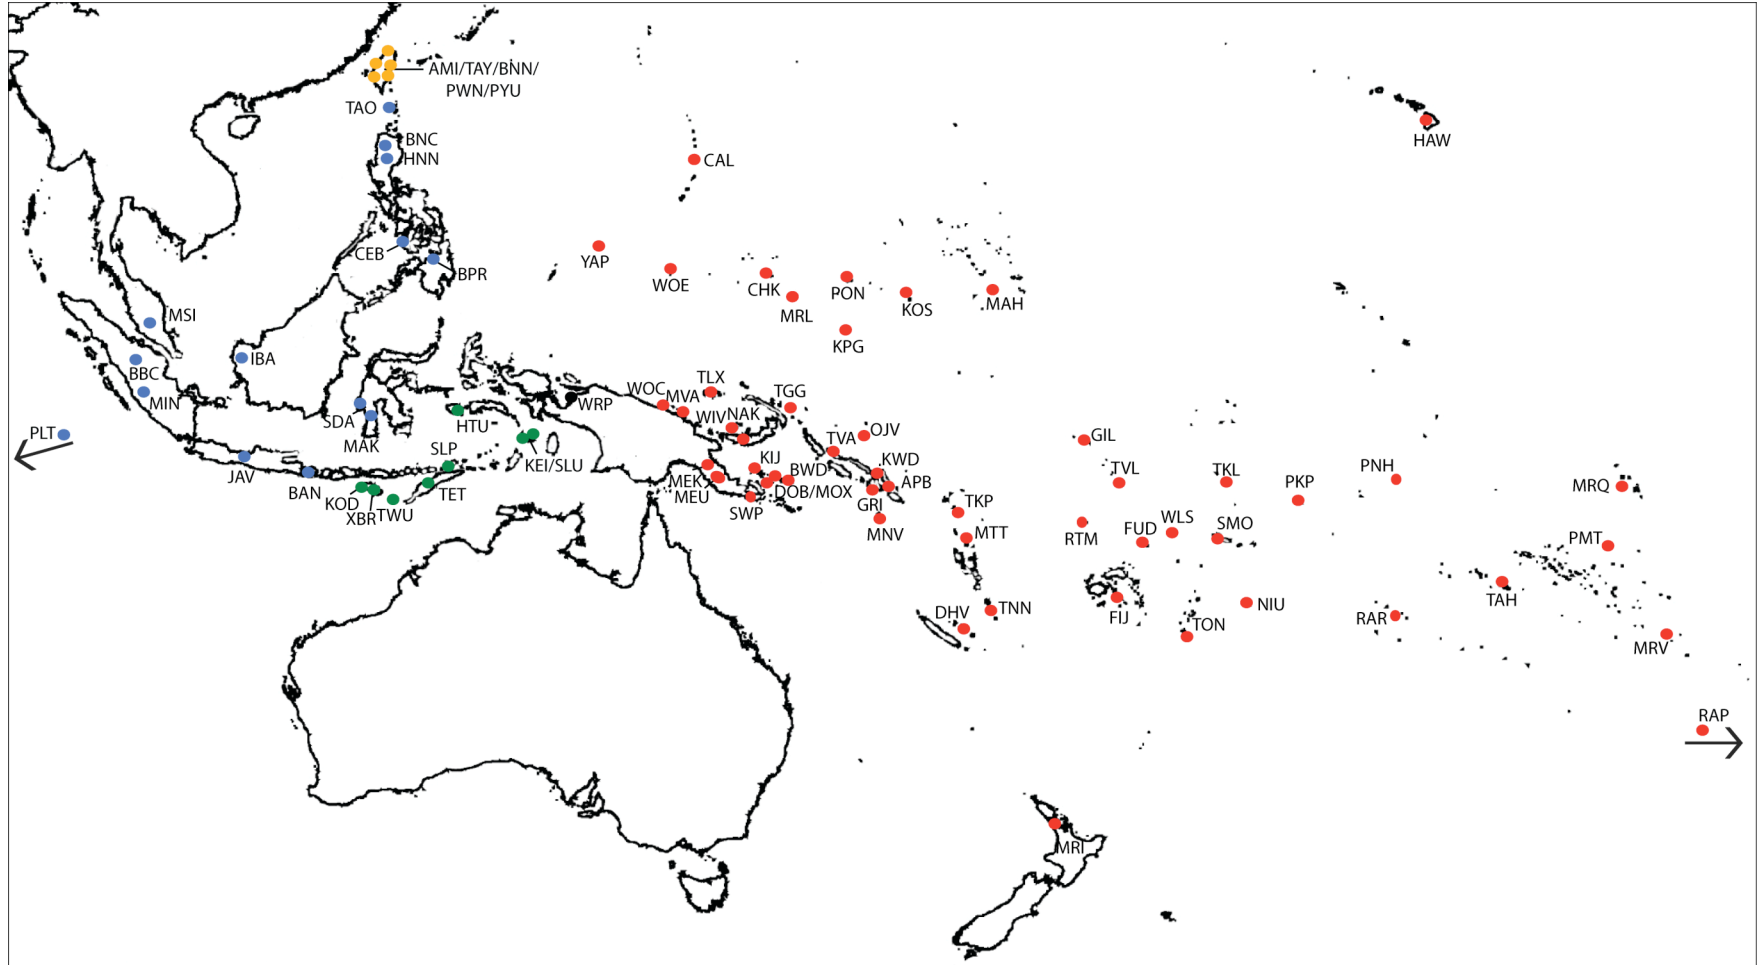 AMI/TAY/BNN/
PWN/PYU
TAO
BNC
HNN
HAW
CAL
CEB
BPR
YAP
WOE
CHK
MRL
PON
KOS
MAH
KPG
MSI
IBA
BBC
MIN
PLT
SDA
MAK
JAV
BAN
HTU
WRP
SLP
KEI/SLU
KOD
XBR
TWU
TET
WOC
MVA
TLX
WIV
NAK
TGG
TVA
OJV
KIJ
BWD
KWD
APB
MEK
MEU
DOB/MOX
SWP
GRI
MNV
GIL
TVL
TKL
PKP
PNH
MRQ
TKP
MTT
RTM
FUD
WLS
SMO
PMT
TAH
DHV
TNN
FIJ
TON
NIU
RAR
MRV
RAP
MRI